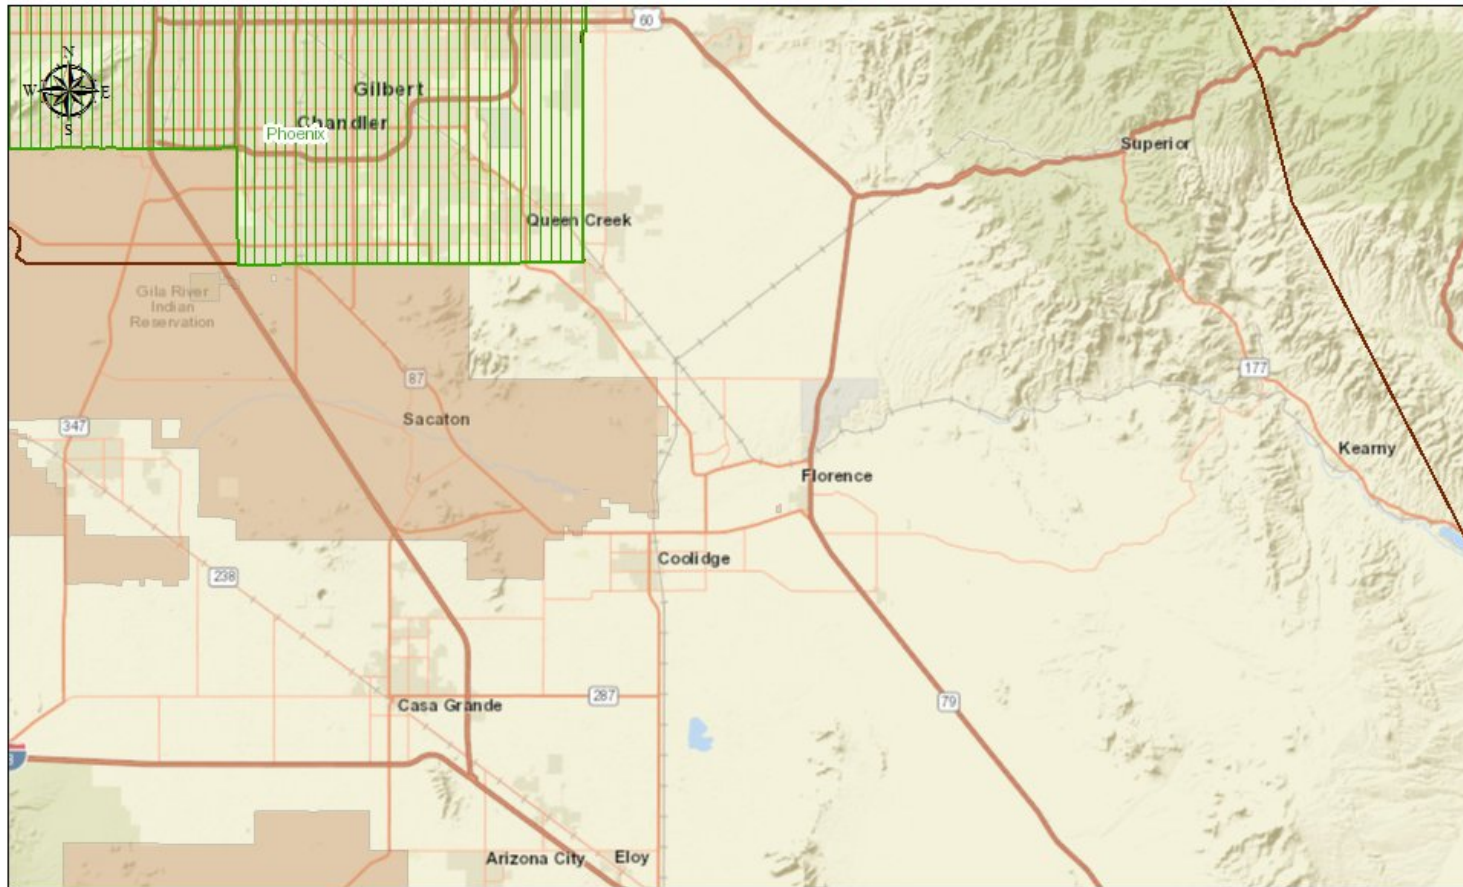 60
N
W E
S
Gilbert
Chandler
Phoenix
Superior
Queen Creek
Gila River
Indian
Reservation
177
87
Sacaton
347
Kearny
Florence
Coolidge
238
287
79
Casa Grande
8
Arizona City
Eloy